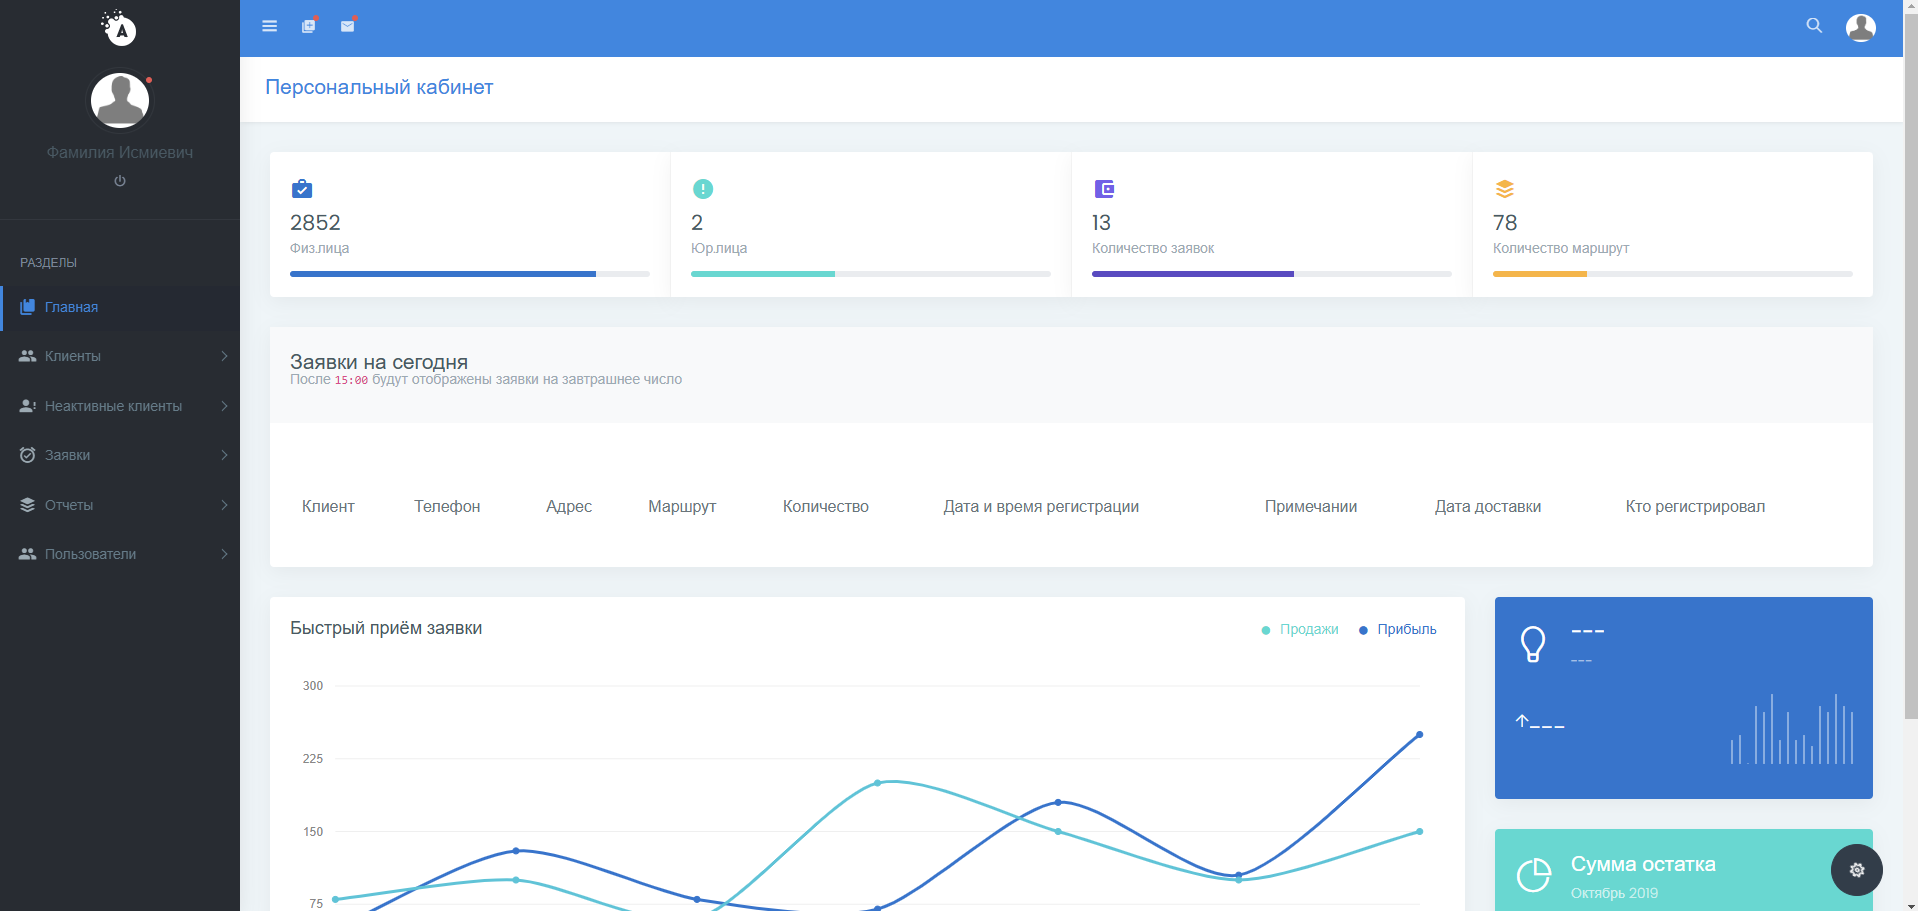 A
Фамилия Исмиевич
РАЗДЕЛЫ
Главная
Клиенты
Неактивные клиенты
Заявки
Отчеты
Пользователи
Персональный кабинет
2852
Физ.лица
2
Юр.лица
13
Количество заявок
78
Количество маршрут
Заявки на сегодня
После 15:00 будут отображены заявки на завтрашнее число
Клиент Телефон Адрес Маршрут Количество Дата и время регистрации Примечании Дата доставки Кто регистрировал
Быстрый приём заявки
Продажи Прибыль
300
225
150
75
---
---
---
Сумма остатка
Октябрь 2019